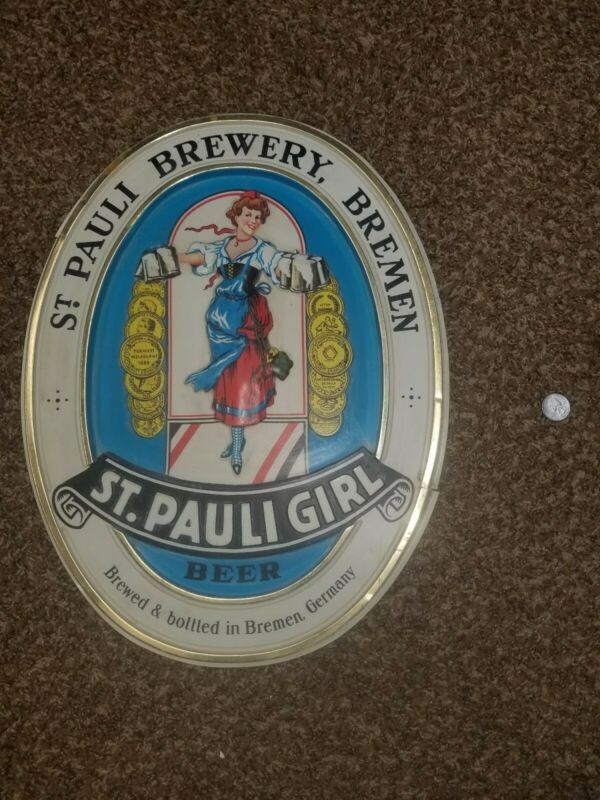 ST. PAULI BREWERY, BREMEN
ST. PAULI GIRL
BEER
Brewed & bottled in Bremen, Germany